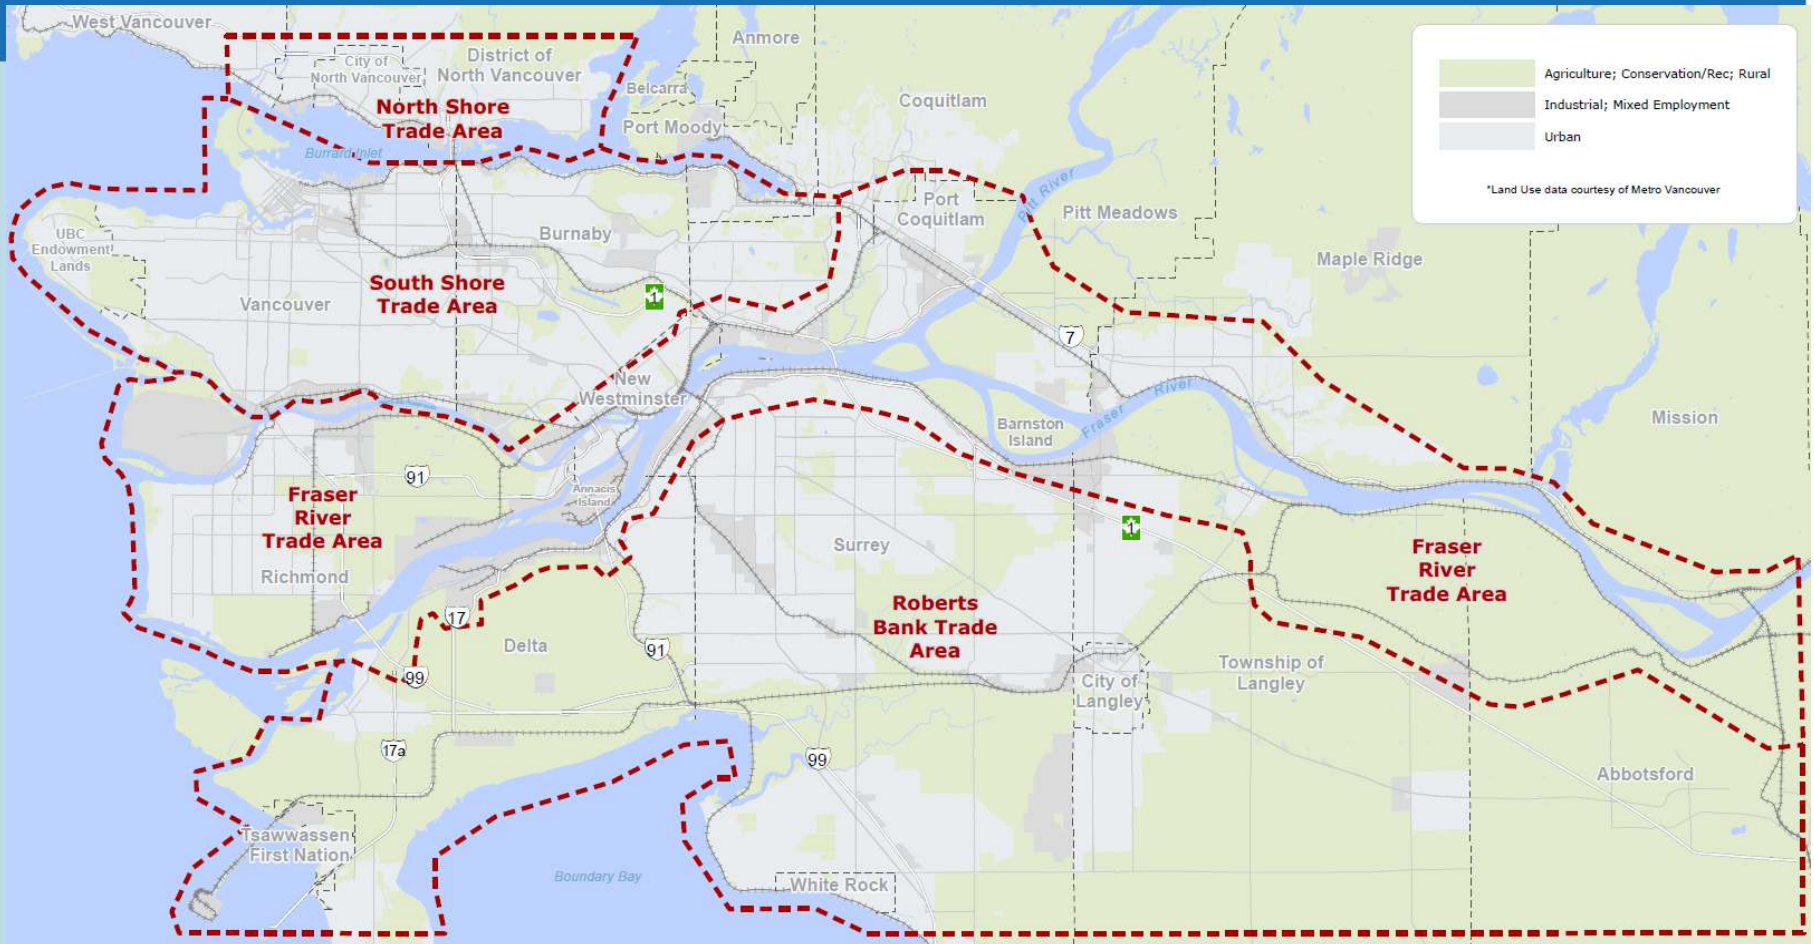 West Vancouver
City of
North Vancouver
District of
North Vancouver
North Shore
Trade Area
Burrard Inlet
Belcarra
Anmore
Port Moody
Coquitlam
Port
Coquitlam
Pitt River
Pitt Meadows
Maple Ridge
Mission
Agriculture; Conservation/Rec; Rural
Industrial; Mixed Employment
Urban
*Land Use data courtesy of Metro Vancouver
UBC
Endowment
Lands
Vancouver
Burnaby
South Shore
Trade Area
1
New
Westminster
7
Fraser River
Barnston
Island
91
Annacis
Island
Fraser
River
Trade Area
Richmond
Surrey
1
Fraser
River
Trade Area
Roberts
Bank Trade
Area
17
Delta
91
99
City of
Langley
Township of
Langley
17a
99
Abbotsford
Tsawwassen
First Nation
Boundary Bay
White Rock